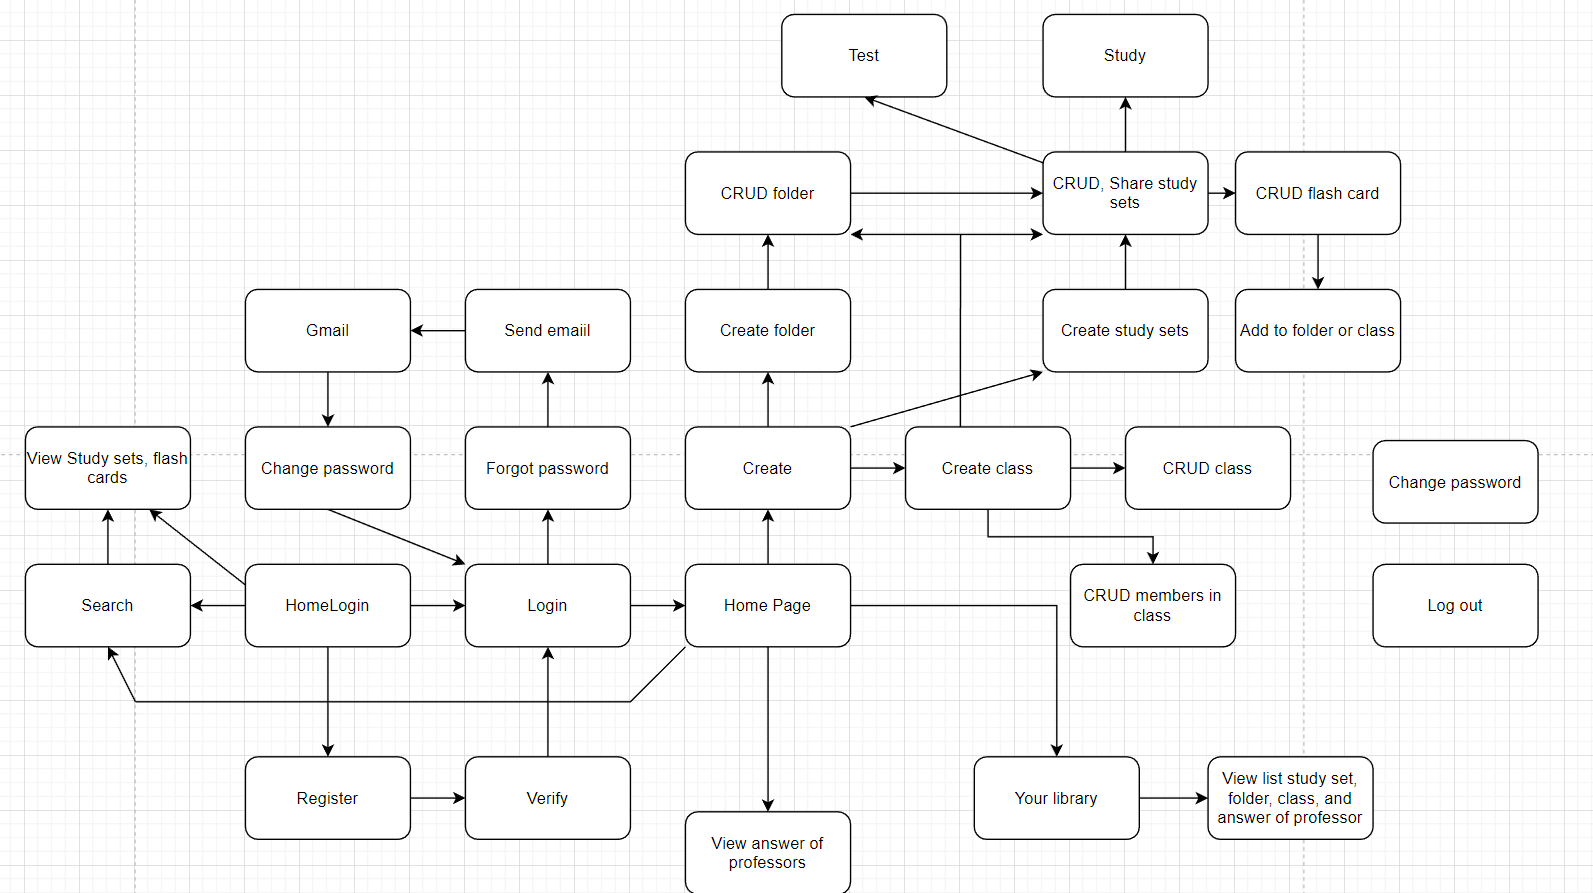 Test
Study
CRUD folder
CRUD, Share study
sets
CRUD flash card
Gmail
Send emaiil
Create folder
Create study sets
Add to folder or class
View Study sets, flash
cards
Change password
Forgot password
Create
Create class
CRUD class
Change password
Search
HomeLogin
Login
Home Page
CRUD members in
class
Log out
Register
Verify
View answer of
professors
Your library
View list study set,
folder, class, and
answer of professor